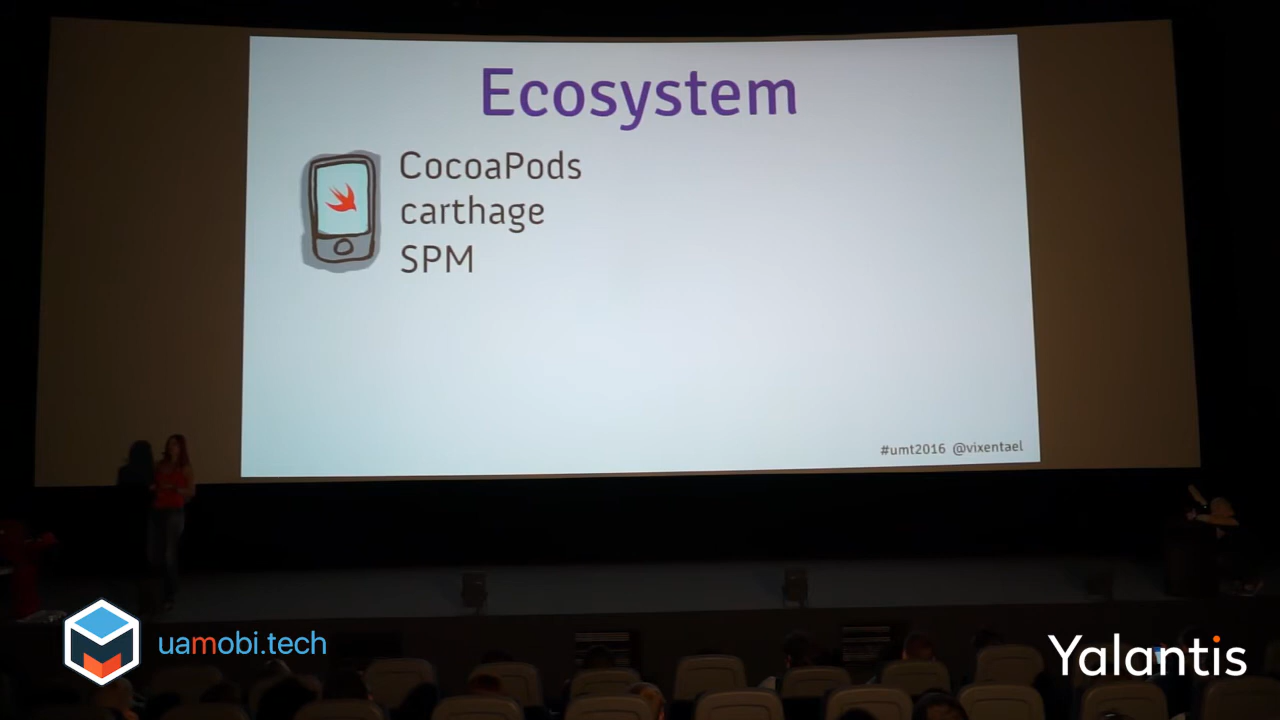 Ecosystem
CocoaPods
carthage
SPM
#umt2016 @vixentael
uamobi.tech
Yalantis